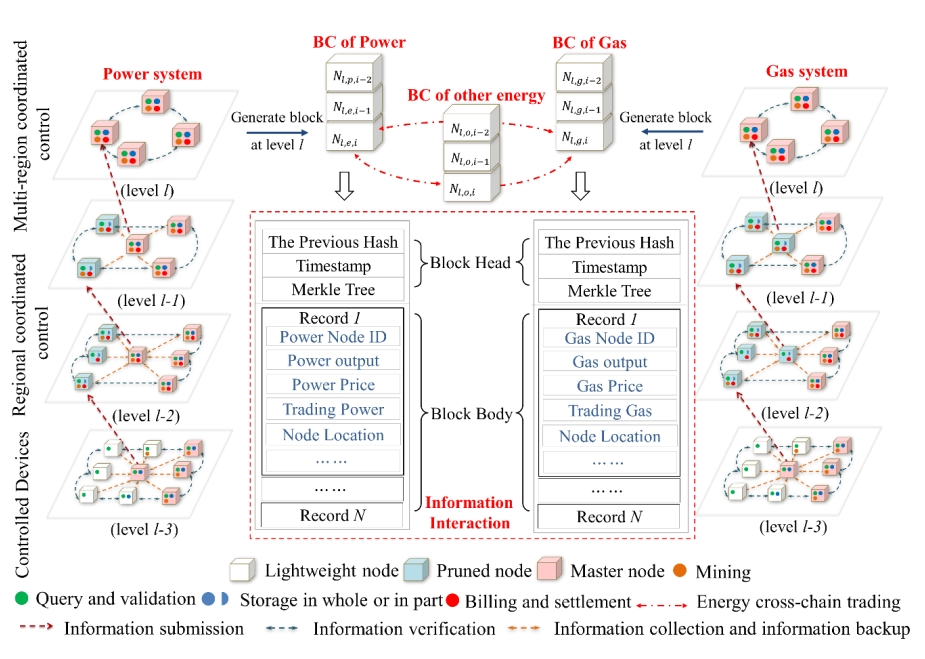 BC of Power
BC of Gas
Power system
Gas system
BC of other energy
Multi-region coordinated
control
Regional coordinated
control
Controlled Devices
Generate block
at level l
Generate block
at level l
N_{l,p,i-2}
N_{l,e,i-1}
N_{l,e,i}
N_{l,o,i-2}
N_{l,o,i-1}
N_{l,o,i}
N_{l,g,i-2}
N_{l,g,i-1}
N_{l,g,i}
(level l)
(level l-1)
(level l-2)
(level l-3)
The Previous Hash
Timestamp
Merkle Tree
Record 1
Power Node ID
Power output
Power Price
Trading Power
Node Location
... ...
... ...
Record N
Block Head
Block Body
Information
Interaction
The Previous Hash
Timestamp
Merkle Tree
Record 1
Gas Node ID
Gas output
Gas Price
Trading Gas
Node Location
... ...
... ...
Record N
(level l)
(level l-1)
(level l-2)
(level l-3)
Lightweight node Pruned node Master node Mining
Query and validation Storage in whole or in part Billing and settlement Energy cross-chain trading
Information submission Information verification Information collection and information backup